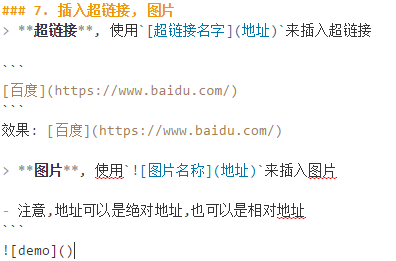 ### 7. 插入超链接, 图片
> **超链接**, 使用`[超链接名字](地址)`来插入超链接
```
[百度](https://www.baidu.com/)
```
效果: [百度](https://www.baidu.com/)
> **图片**, 使用`![图片名称](地址)`来插入图片
- 注意,地址可以是绝对地址,也可以是相对地址
```
![demo]()